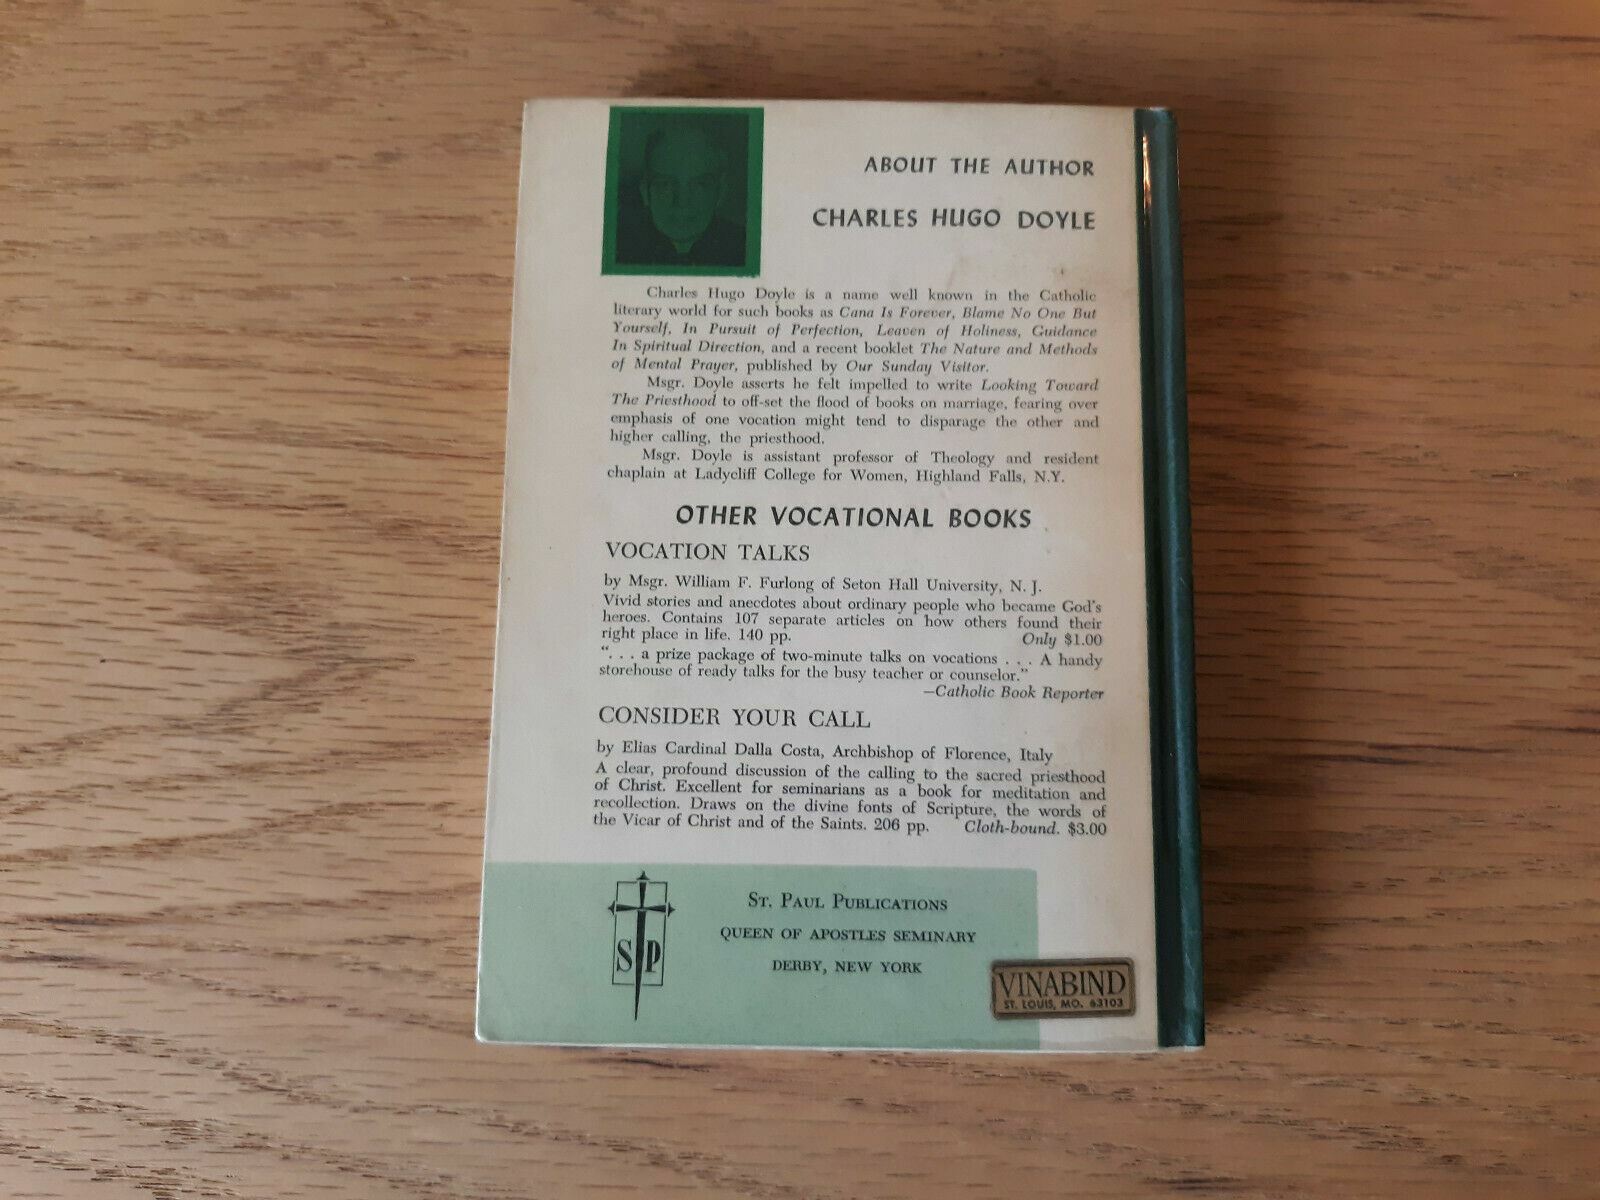 ABOUT THE AUTHOR
CHARLES HUGO DOYLE
Charles Hugo Doyle is a name well known in the Catholic
literary world for such books as Cana Is Forever, Blame No One But
Yourself, In Pursuit of Perfection, Leaven of Holiness, Guidance
In Spiritual Direction, and a recent booklet The Nature and Methods
of Mental Prayer, published by Our Sunday Visitor.
Msgr. Doyle asserts he felt impelled to write Looking Toward
The Priesthood to off-set the flood of books on marriage, fearing over
emphasis of one vocation might tend to disparage the other and
higher calling, the priesthood.
Msgr. Doyle is assistant professor of Theology and resident
chaplain at Ladycliff College for Women, Highland Falls, N.Y.
OTHER VOCATIONAL BOOKS
VOCATION TALKS
by Msgr. William F. Furlong of Seton Hall University, N. J.
Vivid stories and anecdotes about ordinary people who became God's
heroes. Contains 107 separate articles on how others found their
right place in life. 140 pp. Only $1.00
". . . a prize package of two-minute talks on vocations . . . A handy
storehouse of ready talks for the busy teacher or counselor."
—Catholic Book Reporter
CONSIDER YOUR CALL
by Elias Cardinal Dalla Costa, Archbishop of Florence, Italy
A clear, profound discussion of the calling to the sacred priesthood
of Christ. Excellent for seminarians as a book for meditation and
recollection. Draws on the divine fonts of Scripture, the words of
the Vicar of Christ and of the Saints. 206 pp. Cloth-bound. $3.00
SP
ST. PAUL PUBLICATIONS
QUEEN OF APOSTLES SEMINARY
DERBY, NEW YORK
VINABIND
ST. LOUIS, MO. 63103